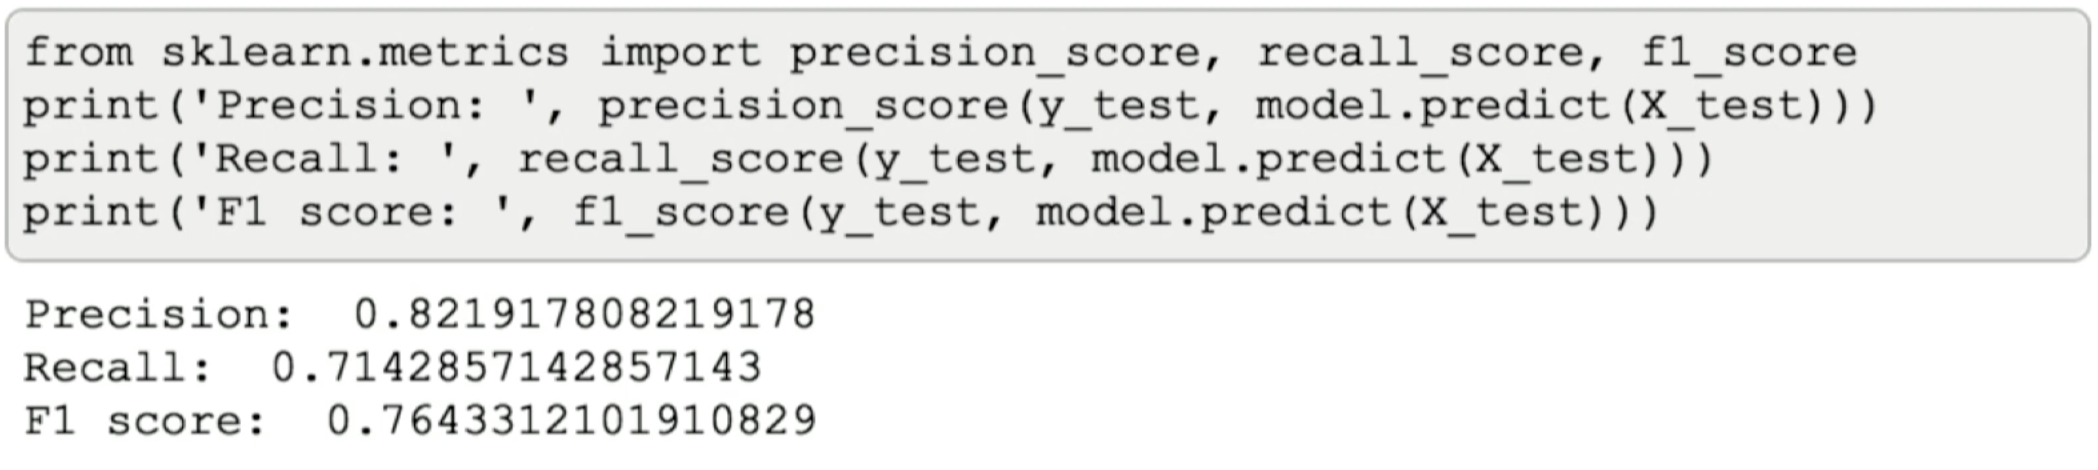 from sklearn.metrics import precision_score, recall_score, f1_score
print('Precision: ', precision_score(y_test, model.predict(X_test)))
print('Recall: ', recall_score(y_test, model.predict(X_test)))
print('F1 score: ', f1_score(y_test, model.predict(X_test)))
Precision:  0.821917808219178
Recall:  0.7142857142857143
F1 score:  0.7643312101910829